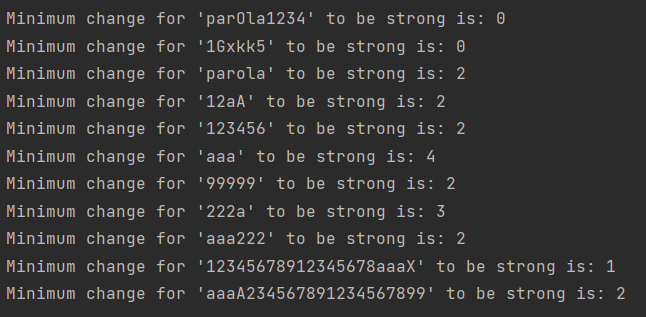 Minimum change for 'parOla1234' to be strong is: 0
Minimum change for '1Gxkk5' to be strong is: 0
Minimum change for 'parola' to be strong is: 2
Minimum change for '12aA' to be strong is: 2
Minimum change for '123456' to be strong is: 2
Minimum change for 'aaa' to be strong is: 4
Minimum change for '99999' to be strong is: 2
Minimum change for '222a' to be strong is: 3
Minimum change for 'aaa222' to be strong is: 2
Minimum change for '12345678912345678aaaX' to be strong is: 1
Minimum change for 'aaaA234567891234567899' to be strong is: 2